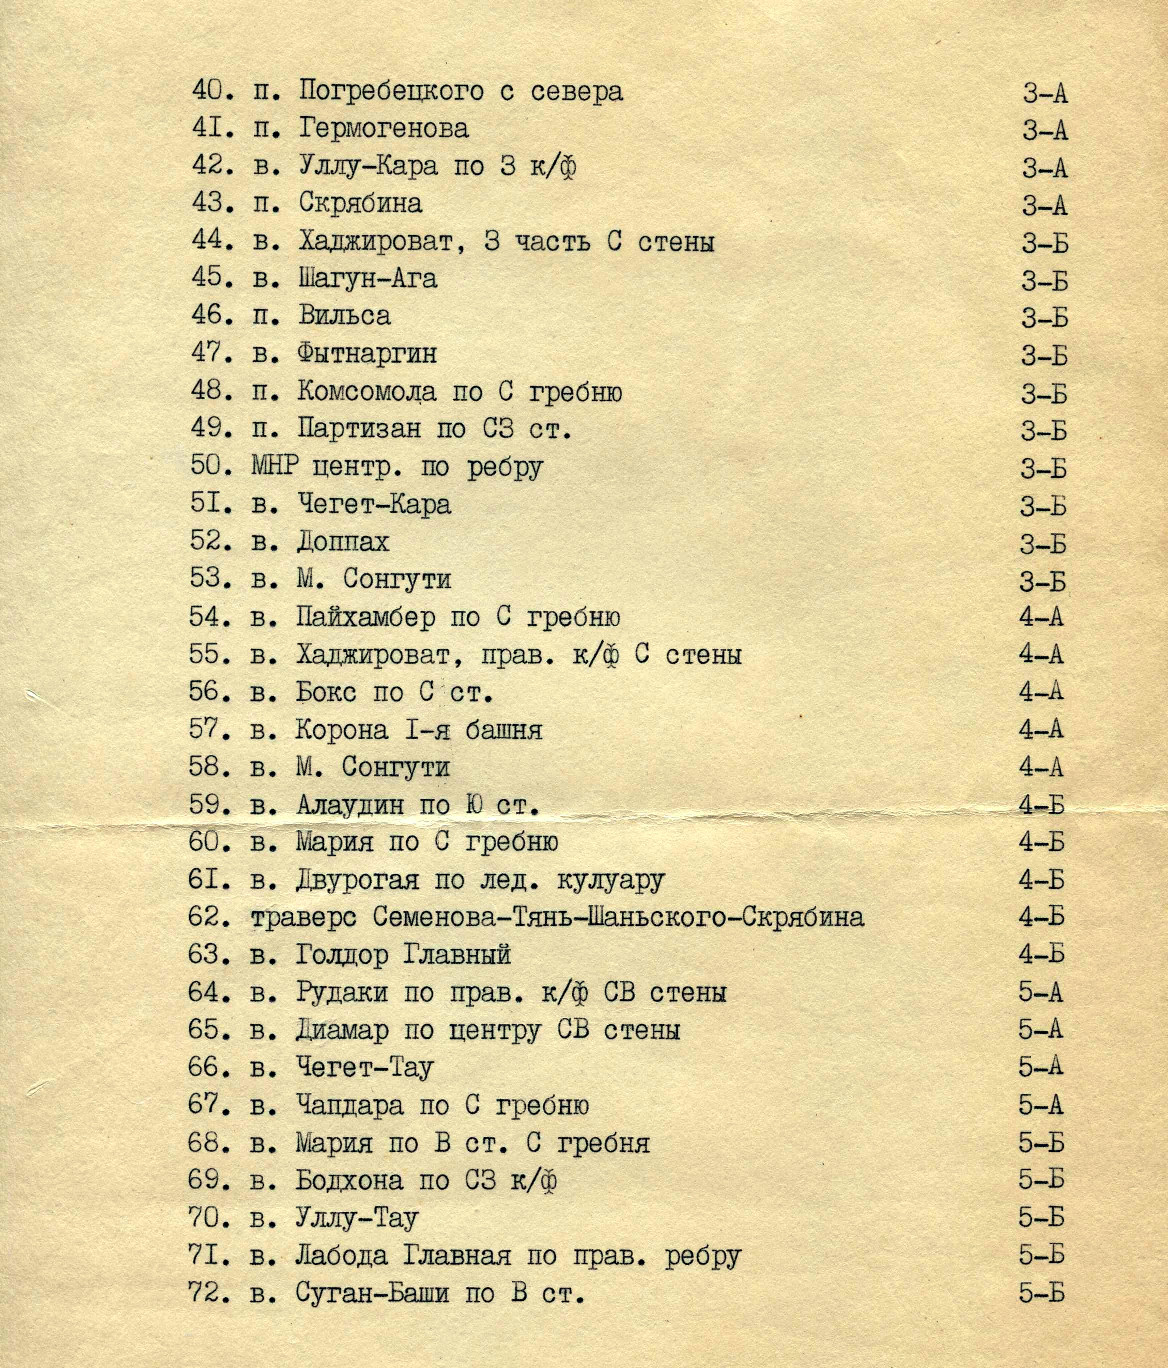 40. п. Погребецкого с севера 3-А
4I. п. Гермогенова 3-А
42. в. Уллу-Кара по З к/ф 3-А
43. п. Скрябина 3-А
44. в. Хаджироват, З часть С стены 3-Б
45. в. Шагун-Ага 3-Б
46. п. Вильса 3-Б
47. в. Фытнаргин 3-Б
48. п. Комсомола по С гребню 3-Б
49. п. Партизан по СЗ ст. 3-Б
50. МНР центр. по ребру 3-Б
5I. в. Чегет-Кара 3-Б
52. в. Доппах 3-Б
53. в. М. Сонгути 3-Б
54. в. Пайхамбер по С гребню 4-А
55. в. Хаджироват, прав. к/ф С стены 4-А
56. в. Бокс по С ст. 4-А
57. в. Корона I-я башня 4-А
58. в. М. Сонгути 4-А
59. в. Алаудин по Ю ст. 4-Б
60. в. Мария по С гребню 4-Б
6I. в. Двурогая по лед. кулуару 4-Б
62. траверс Семенова-Тянь-Шаньского-Скрябина 4-Б
63. в. Голдор Главный 4-Б
64. в. Рудаки по прав. к/ф СВ стены 5-А
65. в. Диамар по центру СВ стены 5-А
66. в. Чегет-Тау 5-А
67. в. Чапдара по С гребню 5-А
68. в. Мария по В ст. С гребня 5-Б
69. в. Бодхона по СЗ к/ф 5-Б
70. в. Уллу-Тау 5-Б
7I. в. Лабода Главная по прав. ребру 5-Б
72. в. Суган-Баши по В ст. 5-Б